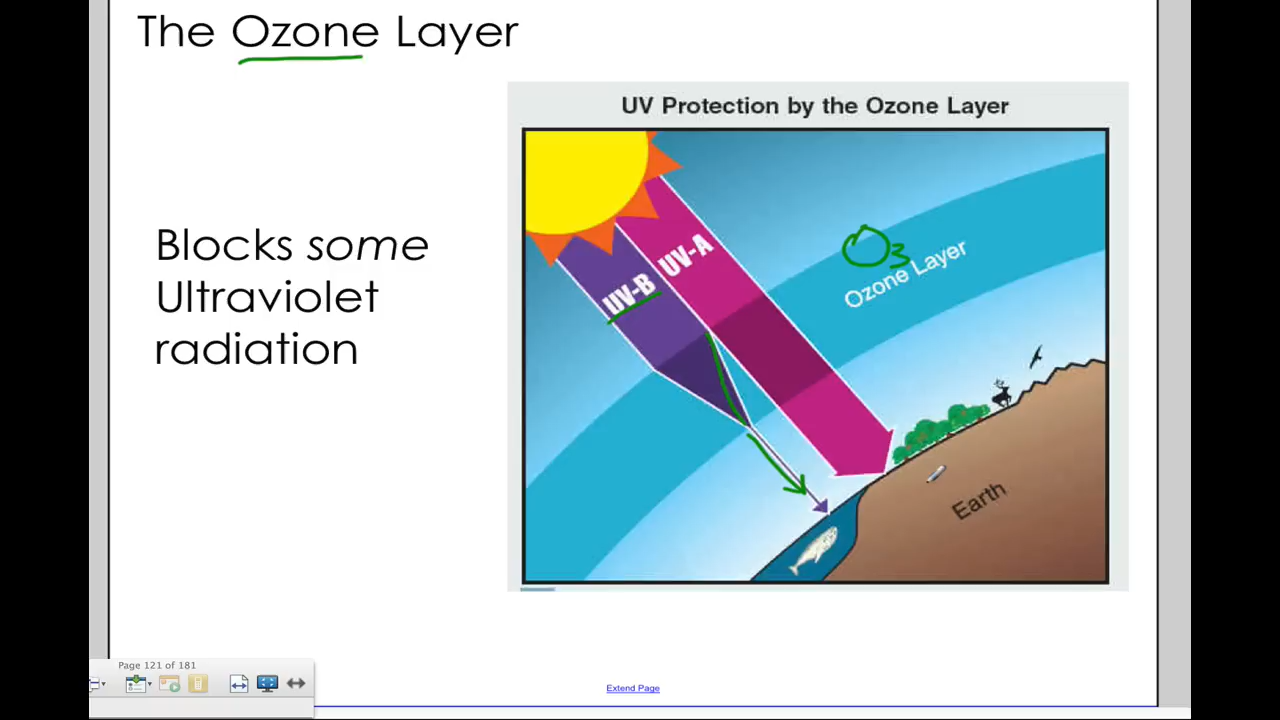 The Ozone Layer
UV Protection by the Ozone Layer
Blocks some
Ultraviolet
radiation
UV-B
UV-A
O3
Ozone Layer
Earth
Page 121 of 181
Extend Page